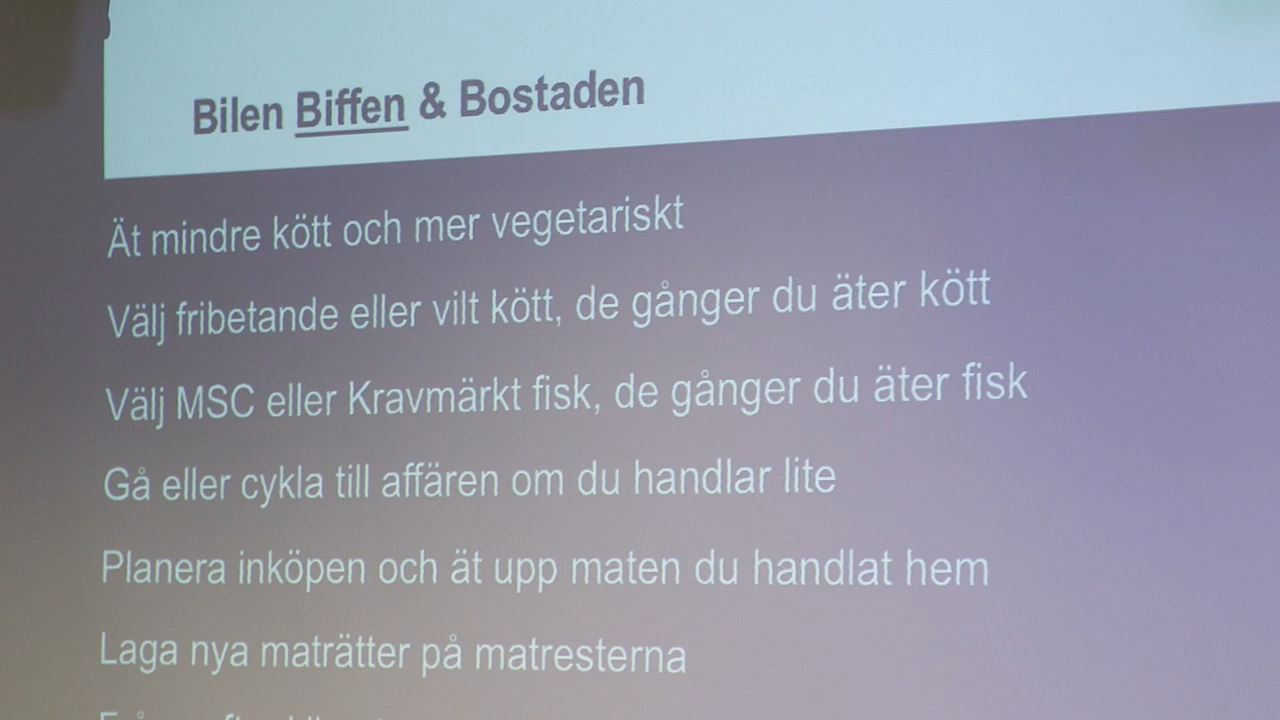 Bilen Biffen & Bostaden
Ät mindre kött och mer vegetariskt
Välj fribetande eller vilt kött, de gånger du äter kött
Välj MSC eller Kravmärkt fisk, de gånger du äter fisk
Gå eller cykla till affären om du handlar lite
Planera inköpen och ät upp maten du handlat hem
Laga nya maträtter på matresterna